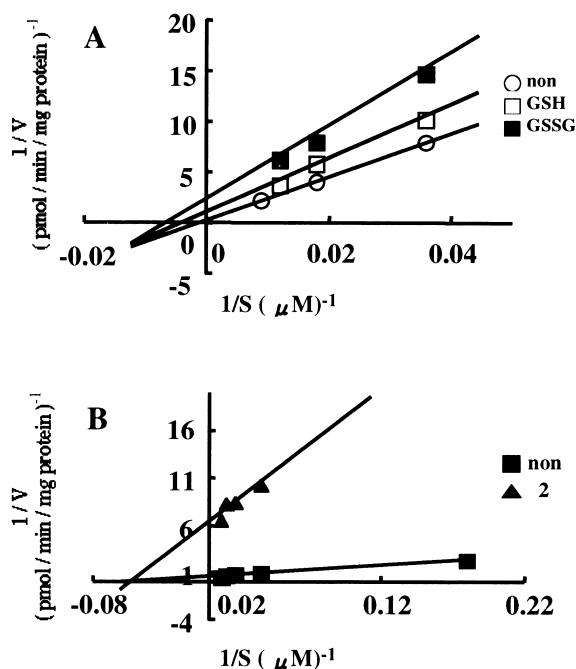 A
20
15
10
5
0
-5
-0.02
0
0.02
0.04
1 / V
( pmol / min / mg protein ) -1
1/S ( μM)-1
non
GSH
GSSG
B
16
11
6
1
-4
-0.08
0.02
0.12
0.22
1 / V
( pmol / min / mg protein ) -1
1/S ( μM)-1
non
2